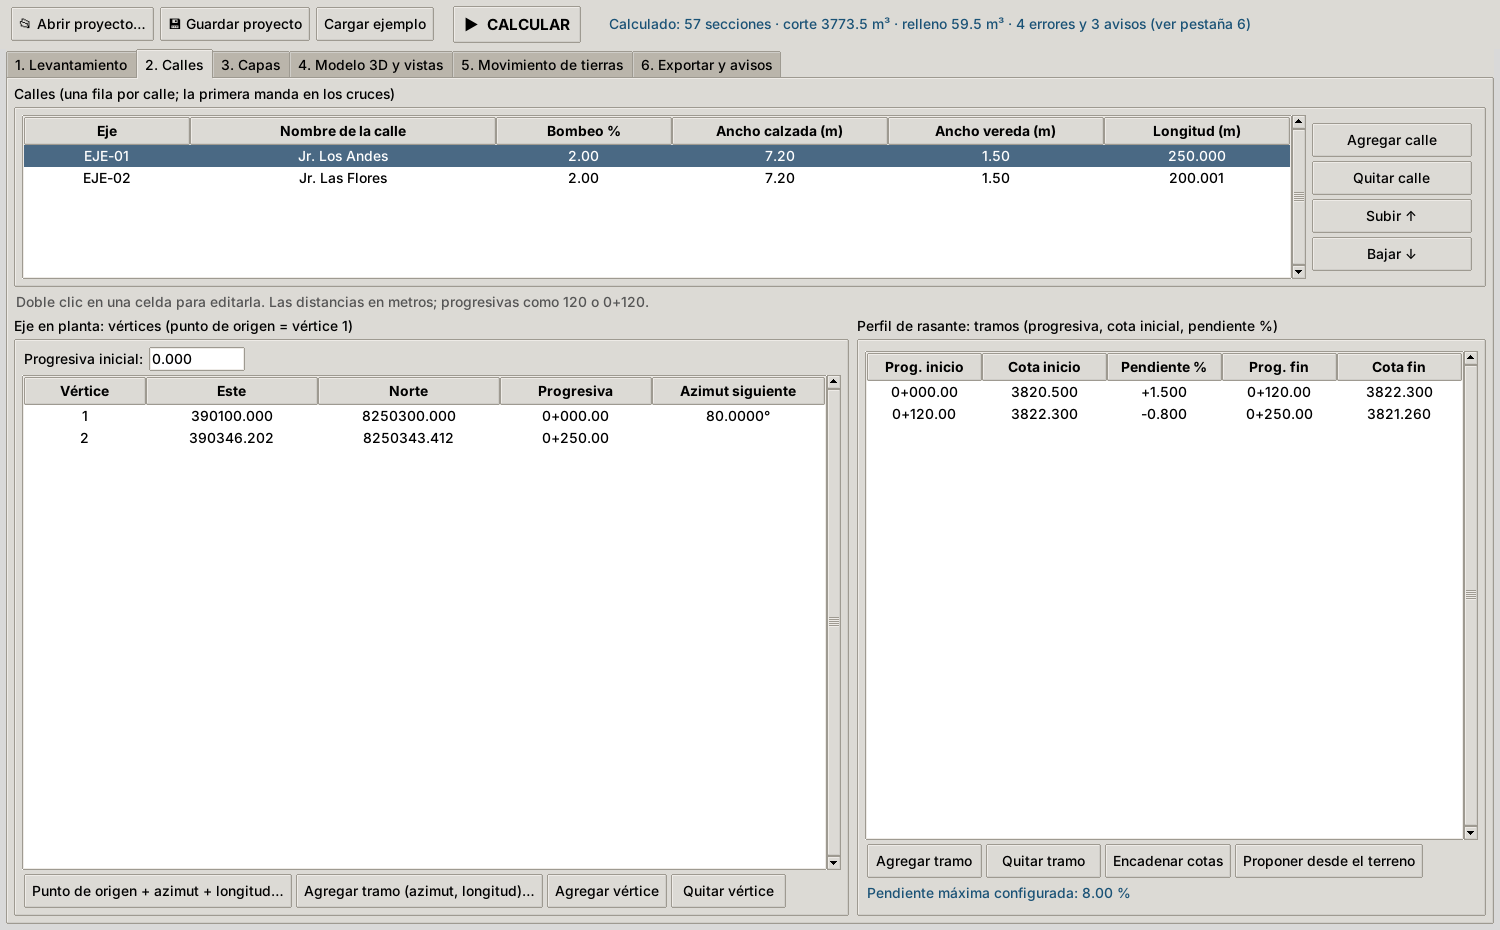 Abrir proyecto... Guardar proyecto Cargar ejemplo ▶ CALCULAR Calculado: 57 secciones · corte 3773.5 m³ · relleno 59.5 m³ · 4 errores y 3 avisos (ver pestaña 6)
1. Levantamiento 2. Calles 3. Capas 4. Modelo 3D y vistas 5. Movimiento de tierras 6. Exportar y avisos
Calles (una fila por calle; la primera manda en los cruces)
Eje Nombre de la calle Bombeo % Ancho calzada (m) Ancho vereda (m) Longitud (m)
EJE-01 Jr. Los Andes 2.00 7.20 1.50 250.000
EJE-02 Jr. Las Flores 2.00 7.20 1.50 200.001
Agregar calle
Quitar calle
Subir ↑
Bajar ↓
Doble clic en una celda para editarla. Las distancias en metros; progresivas como 120 o 0+120.
Eje en planta: vértices (punto de origen = vértice 1)
Progresiva inicial: 0.000
Vértice Este Norte Progresiva Azimut siguiente
1 390100.000 8250300.000 0+000.00 80.0000°
2 390346.202 8250343.412 0+250.00
Punto de origen + azimut + longitud... Agregar tramo (azimut, longitud)... Agregar vértice Quitar vértice
Perfil de rasante: tramos (progresiva, cota inicial, pendiente %)
Prog. inicio Cota inicio Pendiente % Prog. fin Cota fin
0+000.00 3820.500 +1.500 0+120.00 3822.300
0+120.00 3822.300 -0.800 0+250.00 3821.260
Agregar tramo Quitar tramo Encadenar cotas Proponer desde el terreno
Pendiente máxima configurada: 8.00 %